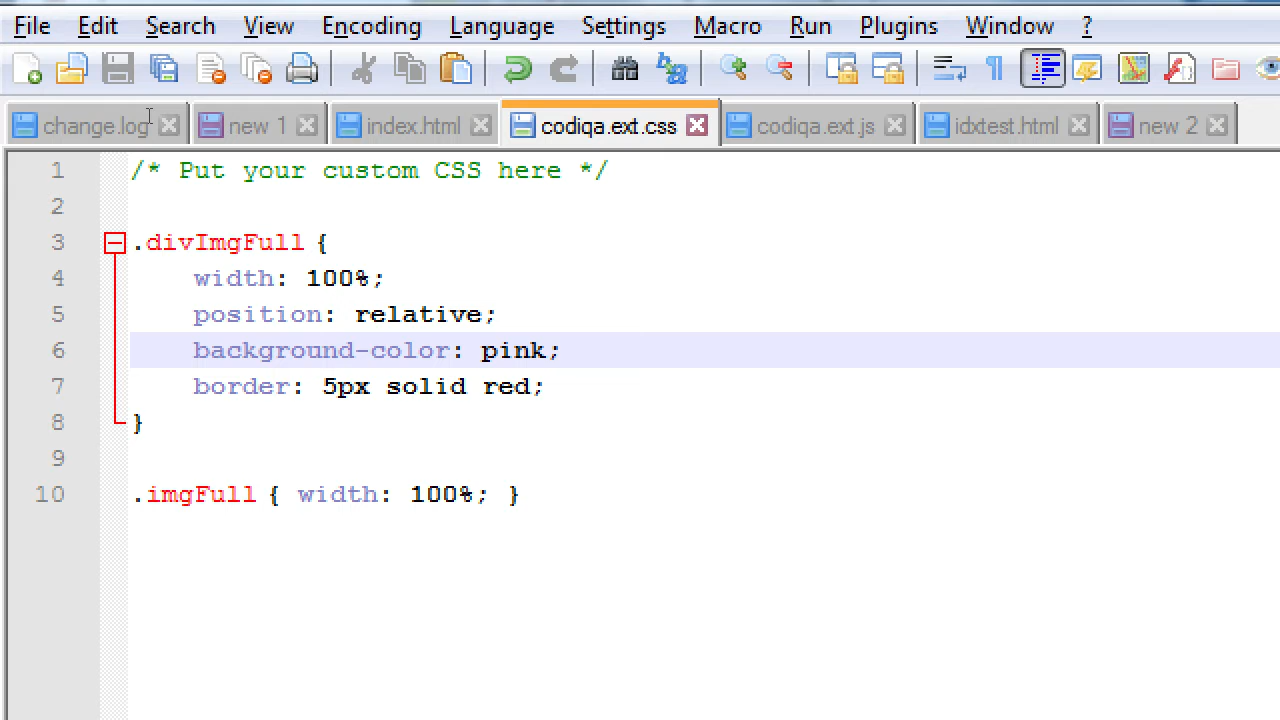 File Edit Search View Encoding Language Settings Macro Run Plugins Window ?
change.log new 1 index.html codiqa.ext.css codiqa.ext.js idxtest.html new 2
1 /* Put your custom CSS here */
2
3 .divImgFull {
4 width: 100%;
5 position: relative;
6 background-color: pink;
7 border: 5px solid red;
8 }
9
10 .imgFull { width: 100%; }